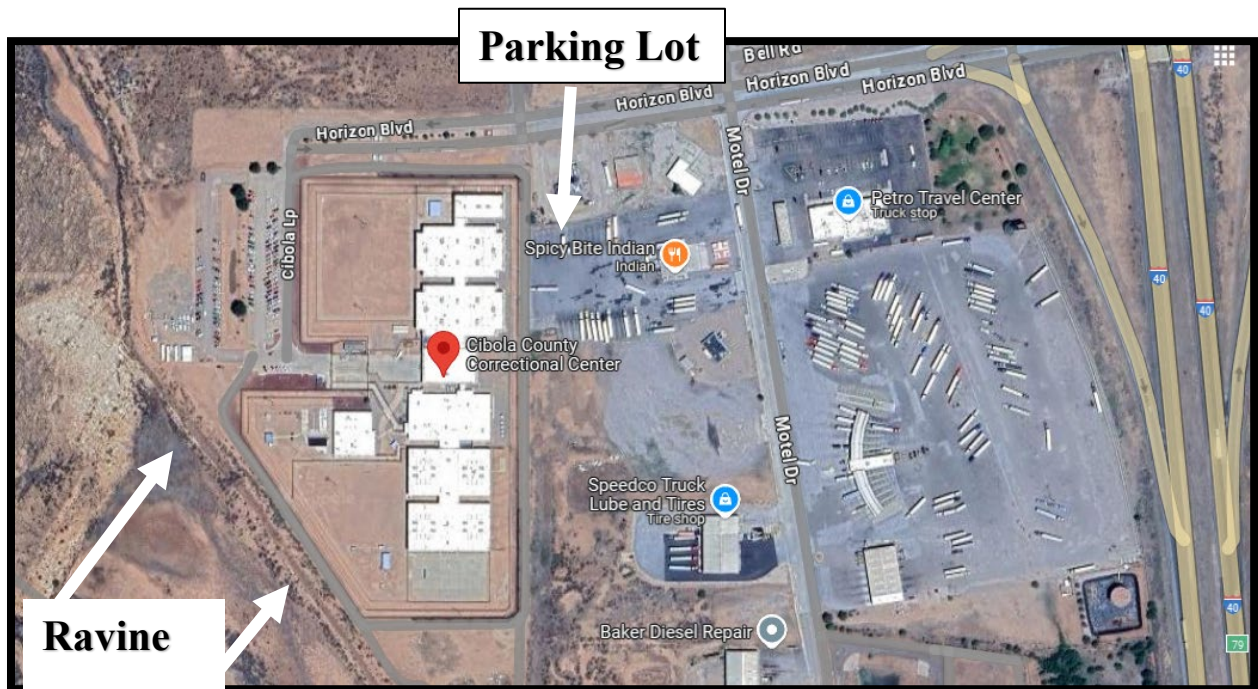 Parking Lot
Bell Rd
Horizon Blvd
Horizon Blvd
Horizon Blvd
Horizon Blvd
40
Motel Dr
Petro Travel Center
Truck stop
Cibola Lp
Spicy Bite Indian
Indian
40
40
Cibola County
Correctional Center
Motel Dr
Speedco Truck
Lube and Tires
Tire shop
Ravine
Baker Diesel Repair
40
79